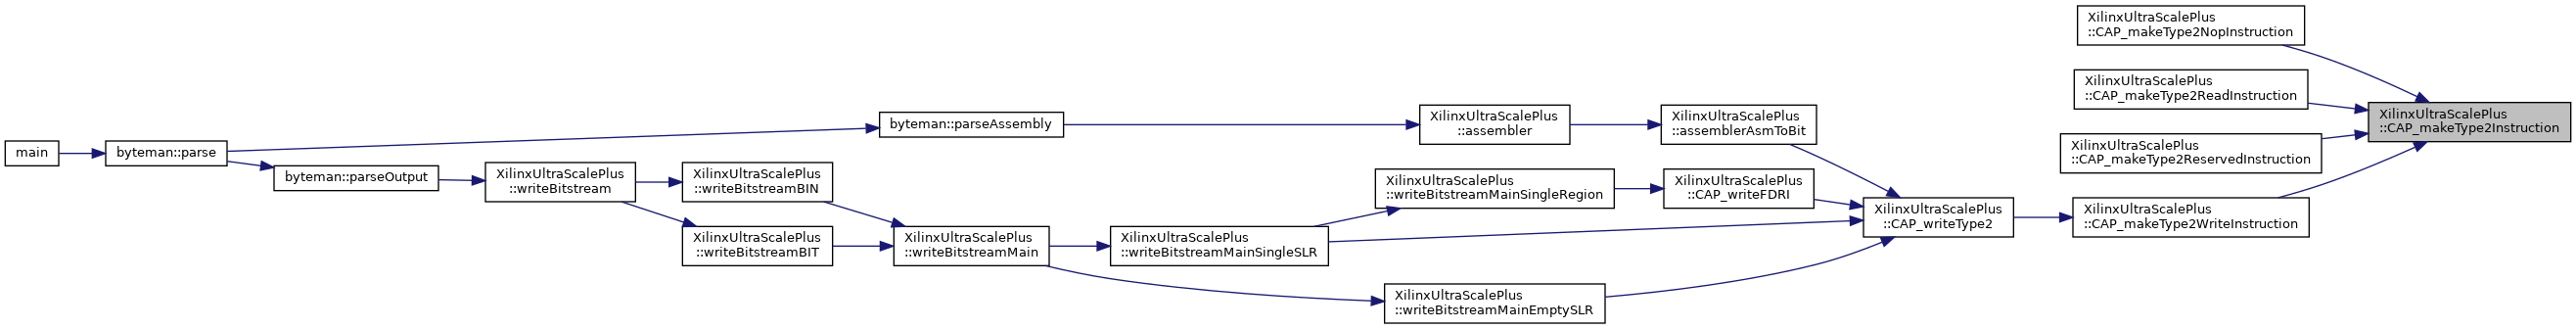 main
byteman::parse
byteman::parseAssembly
byteman::parseOutput
XilinxUltraScalePlus
::writeBitstream
XilinxUltraScalePlus
::writeBitstreamBIN
XilinxUltraScalePlus
::writeBitstreamBIT
XilinxUltraScalePlus
::writeBitstreamMain
XilinxUltraScalePlus
::writeBitstreamMainSingleSLR
XilinxUltraScalePlus
::assembler
XilinxUltraScalePlus
::writeBitstreamMainSingleRegion
XilinxUltraScalePlus
::writeBitstreamMainEmptySLR
XilinxUltraScalePlus
::assemblerAsmToBit
XilinxUltraScalePlus
::CAP_writeFDRI
XilinxUltraScalePlus
::CAP_writeType2
XilinxUltraScalePlus
::CAP_makeType2NopInstruction
XilinxUltraScalePlus
::CAP_makeType2ReadInstruction
XilinxUltraScalePlus
::CAP_makeType2ReservedInstruction
XilinxUltraScalePlus
::CAP_makeType2WriteInstruction
XilinxUltraScalePlus
::CAP_makeType2Instruction